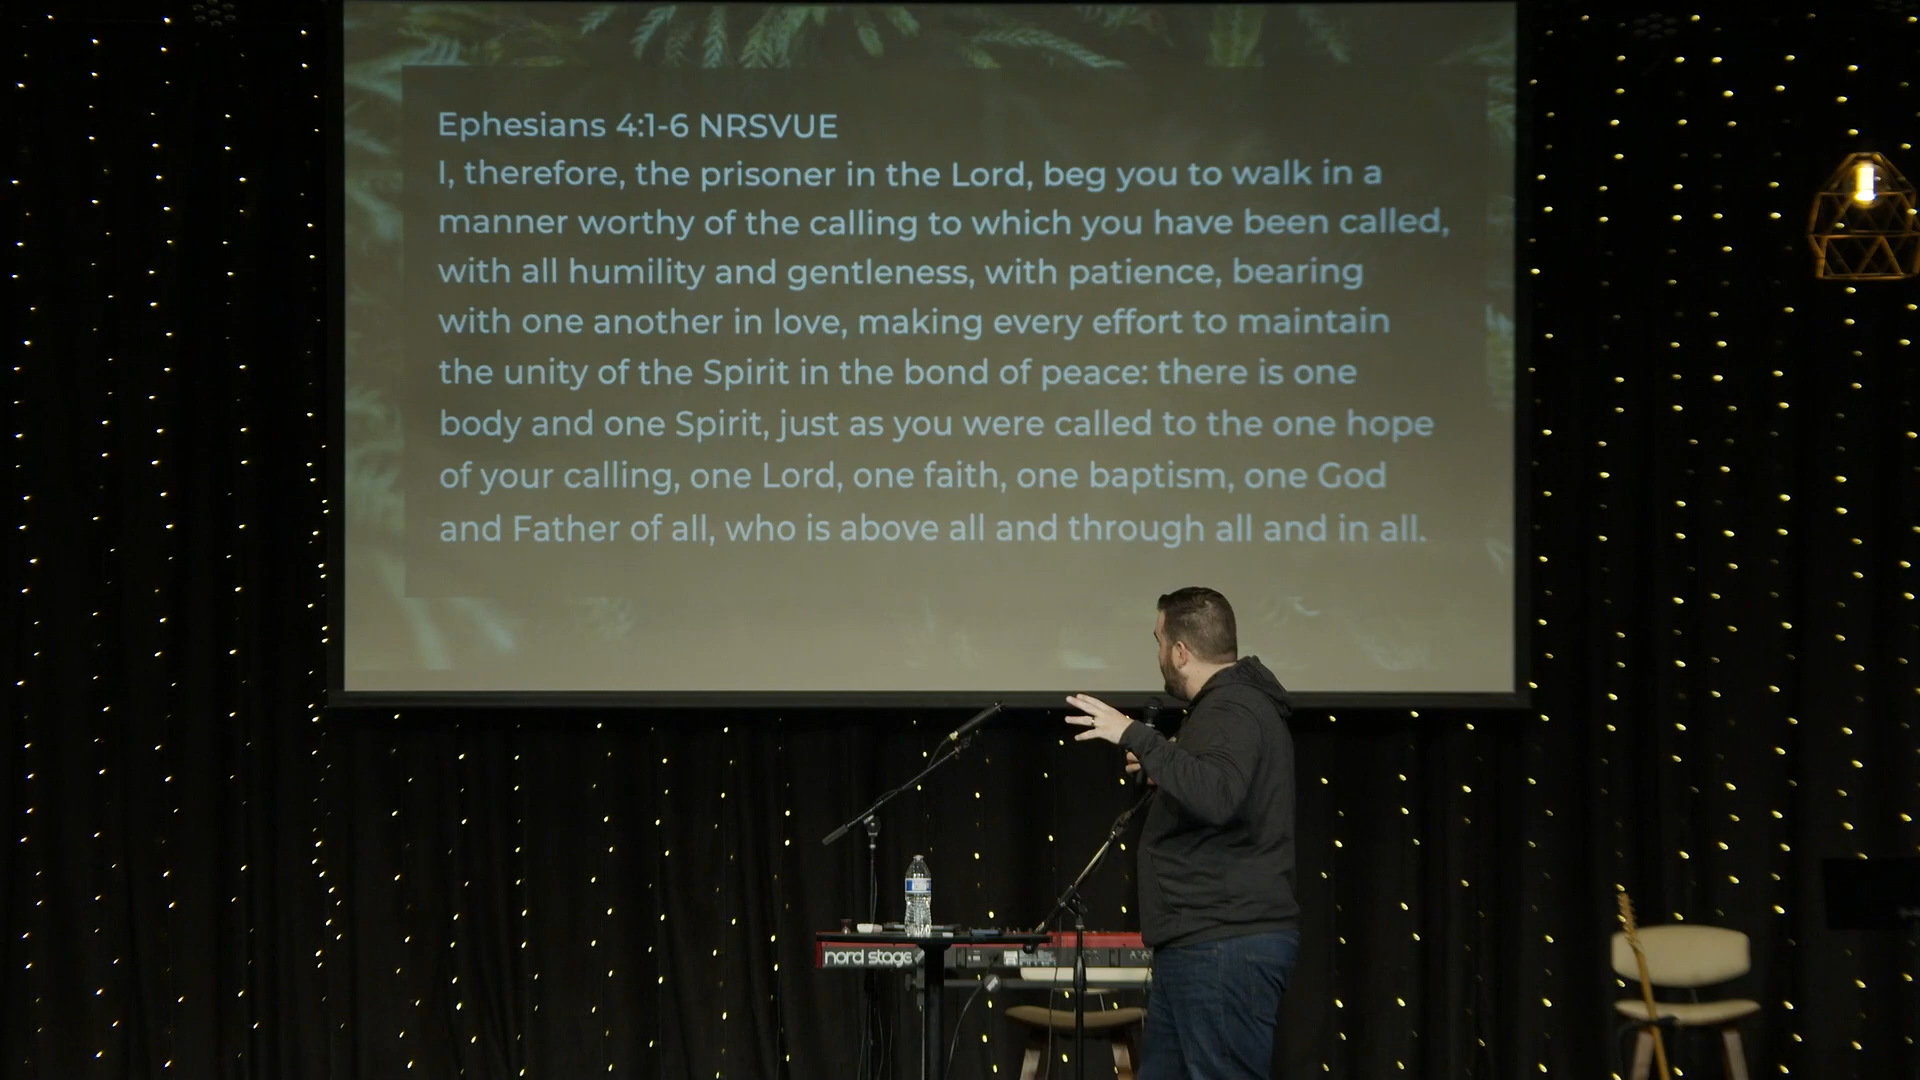 Ephesians 4:1-6 NRSVUE
I, therefore, the prisoner in the Lord, beg you to walk in a
manner worthy of the calling to which you have been called,
with all humility and gentleness, with patience, bearing
with one another in love, making every effort to maintain
the unity of the Spirit in the bond of peace: there is one
body and one Spirit, just as you were called to the one hope
of your calling, one Lord, one faith, one baptism, one God
and Father of all, who is above all and through all and in all.
nord stage